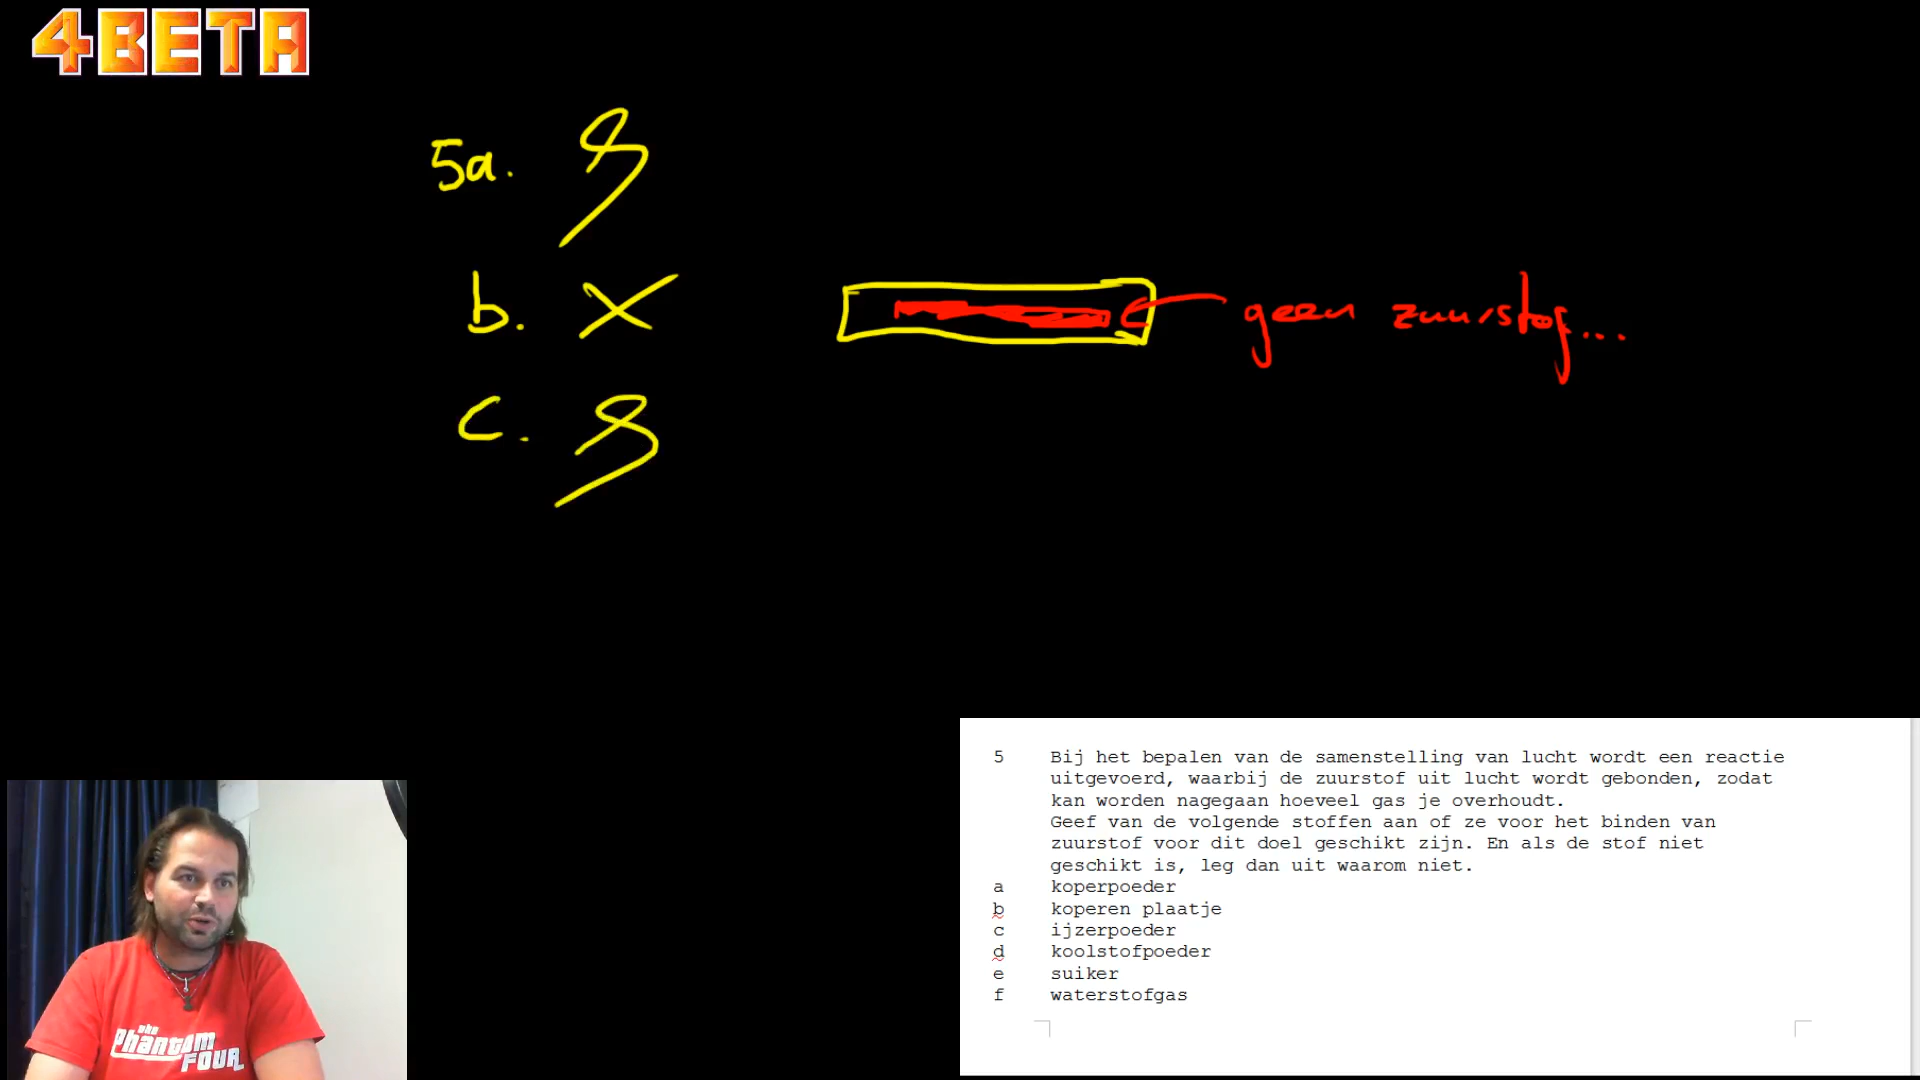 4BETA
5a.
b. X
geen zuurstof...
c.
5 Bij het bepalen van de samenstelling van lucht wordt een reactie
uitgevoerd, waarbij de zuurstof uit lucht wordt gebonden, zodat
kan worden nagegaan hoeveel gas je overhoudt.
Geef van de volgende stoffen aan of ze voor het binden van
zuurstof voor dit doel geschikt zijn. En als de stof niet
geschikt is, leg dan uit waarom niet.
a koperpoeder
b koperen plaatje
c ijzerpoeder
d koolstofpoeder
e suiker
f waterstofgas
aka
Phantom
FOUR